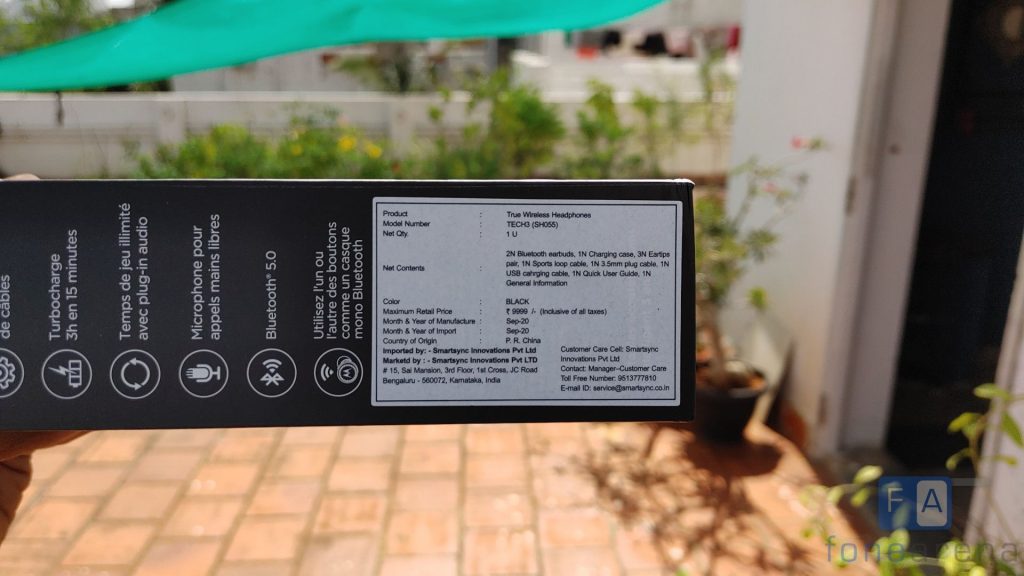 de câbles
Turbocharge
3h en 15 minutes
Temps de jeu illimité
avec plug-in audio
Microphone pour
appels mains libres
Bluetooth® 5.0
Utilisez l'un ou
l'autre des boutons
comme un casque
mono Bluetooth
Product : True Wireless Headphones
Model Number : TECH3 (SH055)
Net Qty. : 1 U
Net Contents : 2N Bluetooth earbuds, 1N Charging case, 3N Eartips
pair, 1N Sports loop cable, 1N 3.5mm plug cable, 1N
USB cahrging cable, 1N Quick User Guide, 1N
General Information
Color : BLACK
Maximum Retail Price : ₹ 9999 /- (Inclusive of all taxes)
Month & Year of Manufacture : Sep-20
Month & Year of Import : Sep-20
Country of Origin : P. R. China
Imported by: - Smartsync Innovations Pvt Ltd
Marketd by: - Smartsync Innovations Pvt LTD
# 15, Sai Mansion, 3rd Floor, 1st Cross, JC Road
Bengaluru - 560072, Karnataka, India
Customer Care Cell: Smartsync
Innovations Pvt Ltd
Contact: Manager-Customer Care
Toll Free Number: 9513777810
E-mail ID: service@smartsync.co.in
FA
fonearena